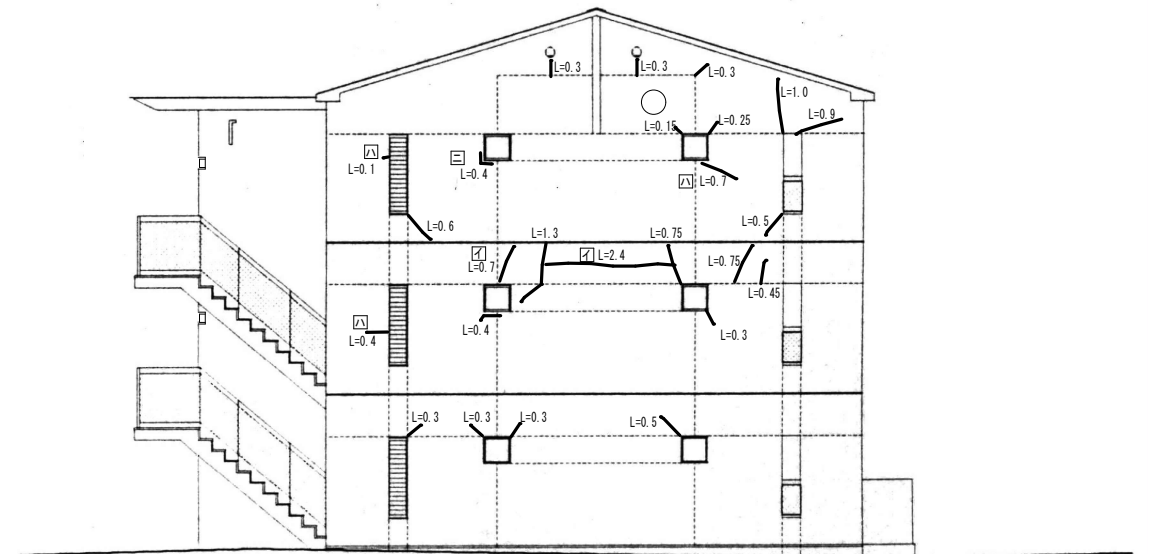 L=0.3
L=0.3
L=0.3
L=1.0
L=0.9
L=0.15
L=0.25
ハ
L=0.1
ニ
L=0.4
ハ
L=0.7
L=0.6
L=0.5
L=1.3
L=0.75
イ
L=0.7
イ
L=2.4
L=0.75
L=0.45
ハ
L=0.4
L=0.4
L=0.3
L=0.3
L=0.3
L=0.3
L=0.5